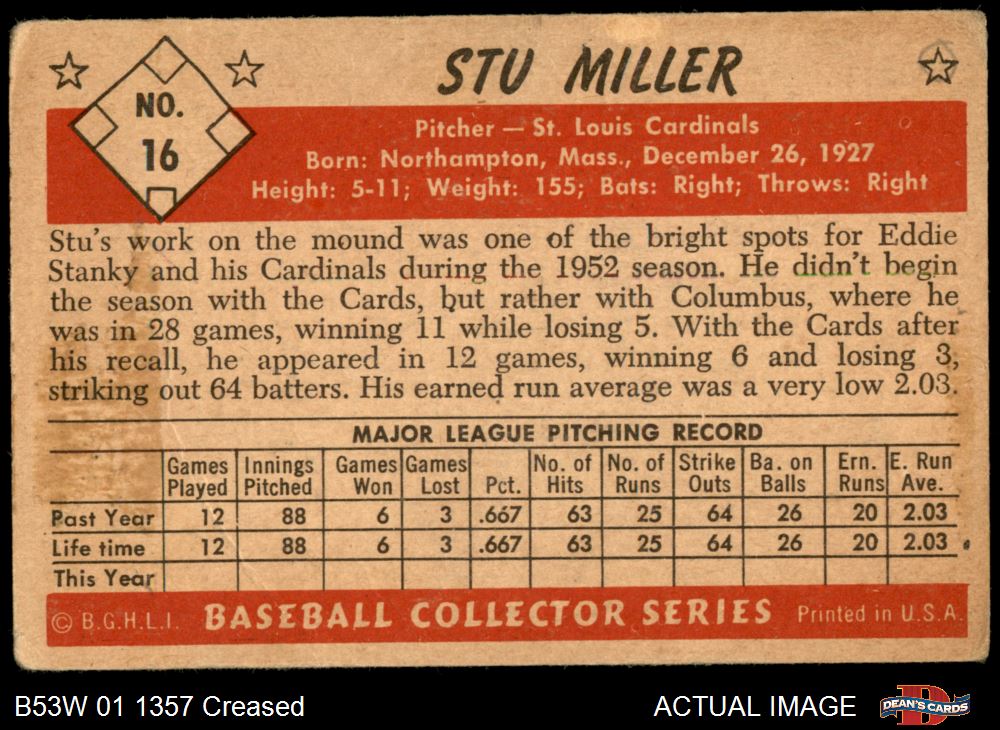 STU MILLER
NO.
16
Pitcher — St. Louis Cardinals
Born: Northampton, Mass., December 26, 1927
Height: 5-11; Weight: 155; Bats: Right; Throws: Right
Stu's work on the mound was one of the bright spots for Eddie
Stanky and his Cardinals during the 1952 season. He didn't begin
the season with the Cards, but rather with Columbus, where he
was in 28 games, winning 11 while losing 5. With the Cards after
his recall, he appeared in 12 games, winning 6 and losing 3,
striking out 64 batters. His earned run average was a very low 2.03.
MAJOR LEAGUE PITCHING RECORD
Games Innings Games Games No. of No. of Strike Ba. on Ern. E. Run
Played Pitched Won Lost Pct. Hits Runs Outs Balls Runs Ave.
Past Year 12 88 6 3 .667 63 25 64 26 20 2.03
Life time 12 88 6 3 .667 63 25 64 26 20 2.03
This Year
© B.G.H.L.I. BASEBALL COLLECTOR SERIES Printed in U.S.A.
B53W 01 1357 Creased ACTUAL IMAGE D DEAN'S CARDS